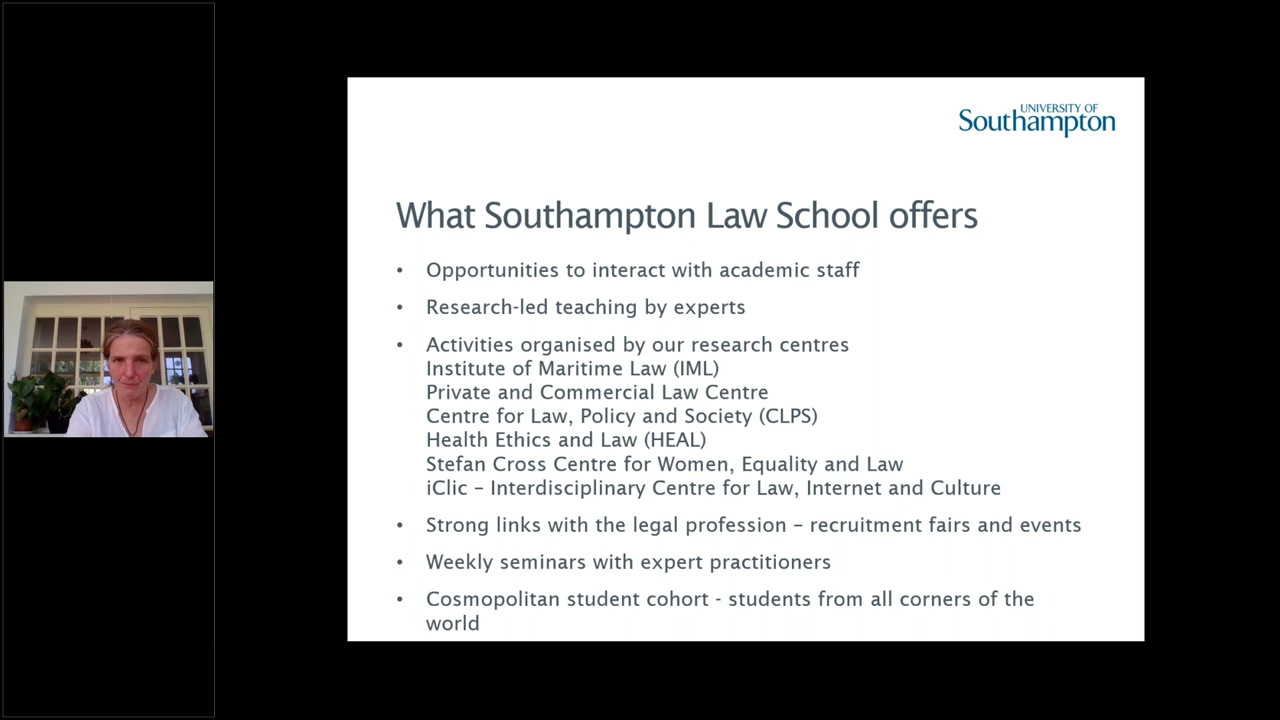 UNIVERSITY OF
Southampton
What Southampton Law School offers
• Opportunities to interact with academic staff
• Research-led teaching by experts
• Activities organised by our research centres
Institute of Maritime Law (IML)
Private and Commercial Law Centre
Centre for Law, Policy and Society (CLPS)
Health Ethics and Law (HEAL)
Stefan Cross Centre for Women, Equality and Law
iClic – Interdisciplinary Centre for Law, Internet and Culture
• Strong links with the legal profession – recruitment fairs and events
• Weekly seminars with expert practitioners
• Cosmopolitan student cohort - students from all corners of the
world